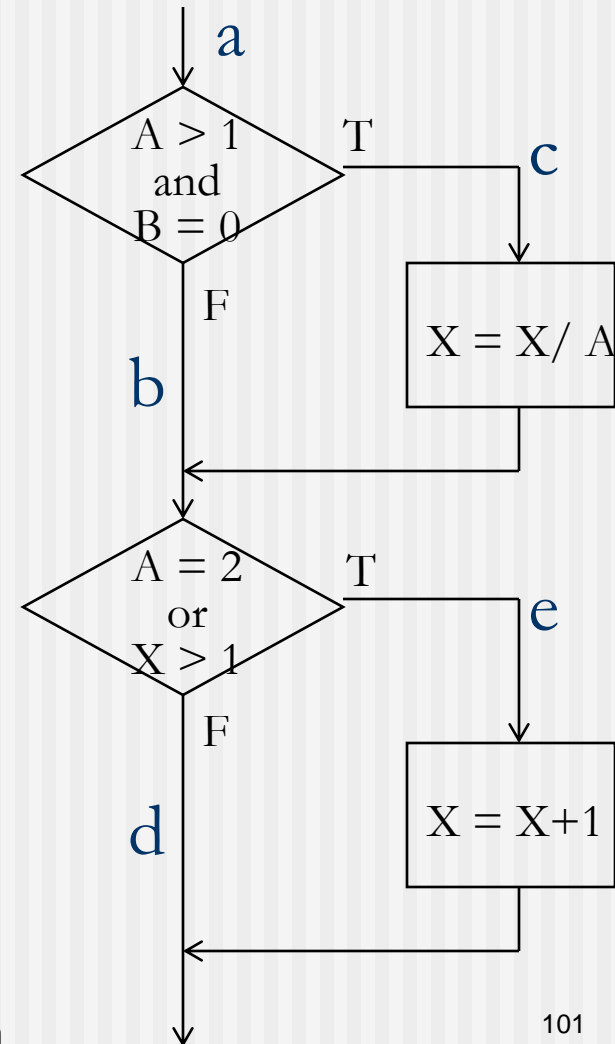 a
A > 1
and
B = 0
T
c
F
X = X/ A
b
A = 2
or
X > 1
T
e
F
X = X+1
d
101